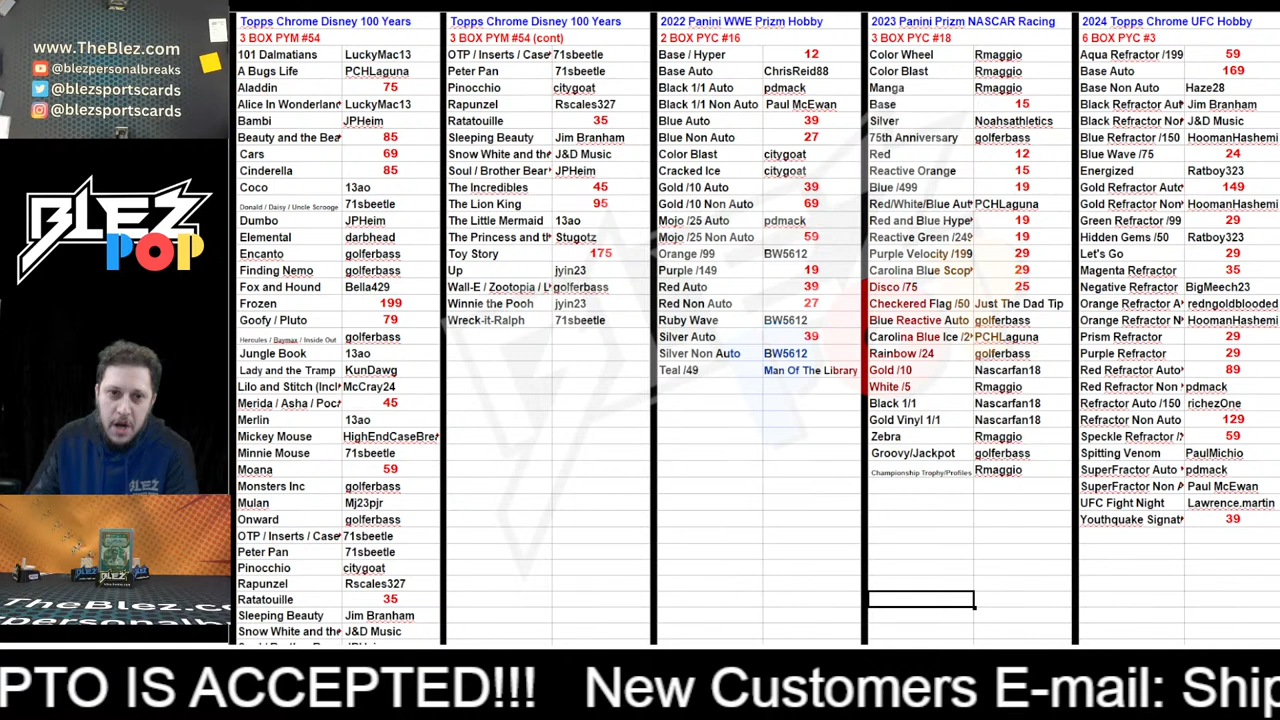 www.TheBlez.com
@blezpersonalbreaks
@blezsportscards
BLEZ
POP
BLEZ
BLEZ
TheBlez.co
Topps Chrome Disney 100 Years
3 BOX PYM #54
101 Dalmatians LuckyMac13
A Bugs Life PCHLaguna
Aladdin 75
Alice In Wonderland LuckyMac13
Bambi JPHeim
Beauty and the Bea 85
Cars 69
Cinderella 85
Coco 13ao
Donald / Daisy / Uncle Scrooge 71sbeetle
Dumbo JPHeim
Elemental darbhead
Encanto golferbass
Finding Nemo golferbass
Fox and Hound Bella429
Frozen 199
Goofy / Pluto 79
Hercules / Baymax / Inside Out golferbass
Jungle Book 13ao
Lady and the Tramp KunDawg
Lilo and Stitch (Incl McCray24
Merida / Asha / Poc 45
Merlin 13ao
Mickey Mouse HighEndCaseBre
Minnie Mouse 71sbeetle
Moana 59
Monsters Inc golferbass
Mulan Mj23pjr
Onward golferbass
OTP / Inserts / Case 71sbeetle
Peter Pan 71sbeetle
Pinocchio citygoat
Rapunzel Rscales327
Ratatouille 35
Sleeping Beauty Jim Branham
Snow White and the J&D Music
Topps Chrome Disney 100 Years
3 BOX PYM #54 (cont)
OTP / Inserts / Case 71sbeetle
Peter Pan 71sbeetle
Pinocchio citygoat
Rapunzel Rscales327
Ratatouille 35
Sleeping Beauty Jim Branham
Snow White and the J&D Music
Soul / Brother Bear JPHeim
The Incredibles 45
The Lion King 95
The Little Mermaid 13ao
The Princess and th Stugotz
Toy Story 175
Up jyin23
Wall-E / Zootopia / L golferbass
Winnie the Pooh jyin23
Wreck-it-Ralph 71sbeetle
2022 Panini WWE Prizm Hobby
2 BOX PYC #16
Base / Hyper 12
Base Auto ChrisReid88
Black 1/1 Auto pdmack
Black 1/1 Non Auto Paul McEwan
Blue Auto 39
Blue Non Auto 27
Color Blast citygoat
Cracked Ice citygoat
Gold /10 Auto 39
Gold /10 Non Auto 69
Mojo /25 Auto pdmack
Mojo /25 Non Auto 59
Orange /99 BW5612
Purple /149 19
Red Auto 39
Red Non Auto 27
Ruby Wave BW5612
Silver Auto 39
Silver Non Auto BW5612
Teal /49 Man Of The Library
2023 Panini Prizm NASCAR Racing
3 BOX PYC #18
Color Wheel Rmaggio
Color Blast Rmaggio
Manga Rmaggio
Base 15
Silver Noahsathletics
75th Anniversary golferbass
Red 12
Reactive Orange 15
Blue /499 19
Red/White/Blue Aut PCHLaguna
Red and Blue Hype 19
Reactive Green /249 19
Purple Velocity /199 29
Carolina Blue Scop 29
Disco /75 25
Checkered Flag /50 Just The Dad Tip
Blue Reactive Auto golferbass
Carolina Blue Ice /2 PCHLaguna
Rainbow /24 golferbass
Gold /10 Nascarfan18
White /5 Rmaggio
Black 1/1 Nascarfan18
Gold Vinyl 1/1 Nascarfan18
Zebra Rmaggio
Groovy/Jackpot golferbass
Championship Trophy/Profiles Rmaggio
2024 Topps Chrome UFC Hobby
6 BOX PYC #3
Aqua Refractor /199 59
Base Auto 169
Base Non Auto Haze28
Black Refractor Aut Jim Branham
Black Refractor Nor J&D Music
Blue Refractor /150 HoomanHashemi
Blue Wave /75 24
Energized Ratboy323
Gold Refractor Aut 149
Gold Refractor Non HoomanHashemi
Green Refractor /99 29
Hidden Gems /50 Ratboy323
Let's Go 29
Magenta Refractor 35
Negative Refractor BigMeech23
Orange Refractor A redngoldblooded
Orange Refractor N HoomanHashemi
Prism Refractor 29
Purple Refractor 29
Red Refractor Auto 89
Red Refractor Non pdmack
Refractor Auto /150 richezOne
Refractor Non Auto 129
Speckle Refractor /2 59
Spitting Venom PaulMichio
SuperFractor Auto pdmack
SuperFractor Non A Paul McEwan
UFC Fight Night Lawrence.martin
Youthquake Signat 39
PTO IS ACCEPTED!!! New Customers E-mail: Ship